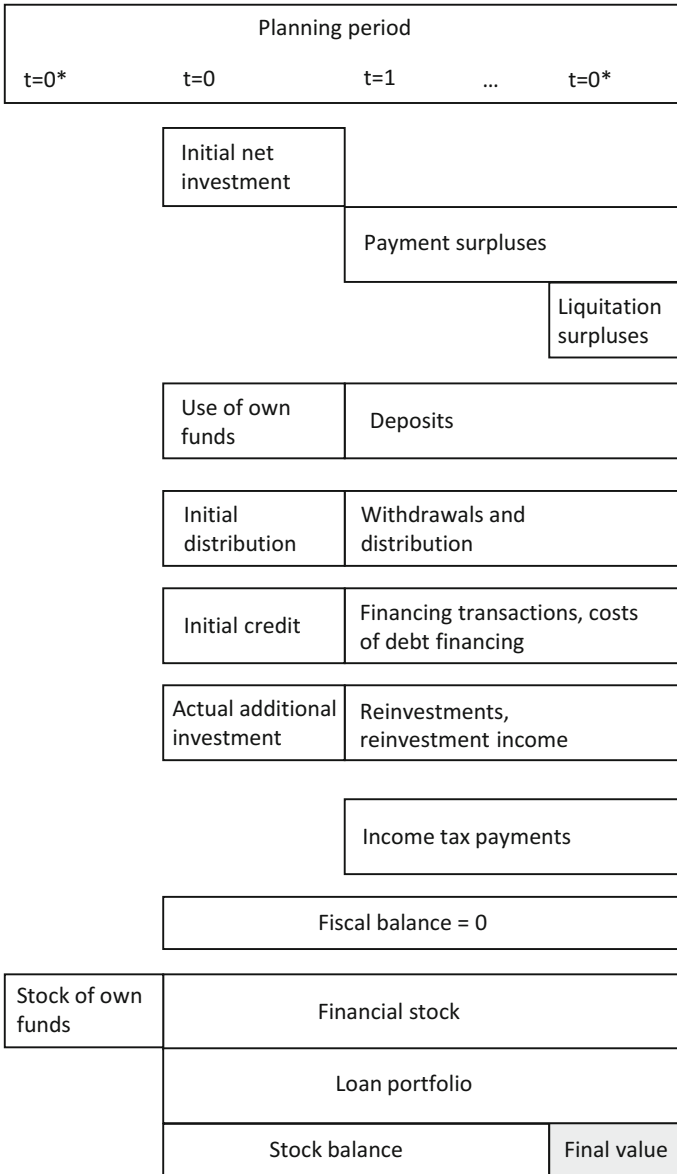 Planning period
t=0* t=0 t=1 ... t=0*
Initial net
investment
Payment surpluses
Liquitation
surpluses
Use of own
funds
Deposits
Initial
distribution
Withdrawals and
distribution
Initial credit
Financing transactions, costs
of debt financing
Actual additional
investment
Reinvestments,
reinvestment income
Income tax payments
Fiscal balance = 0
Stock of own
funds
Financial stock
Loan portfolio
Stock balance
Final value